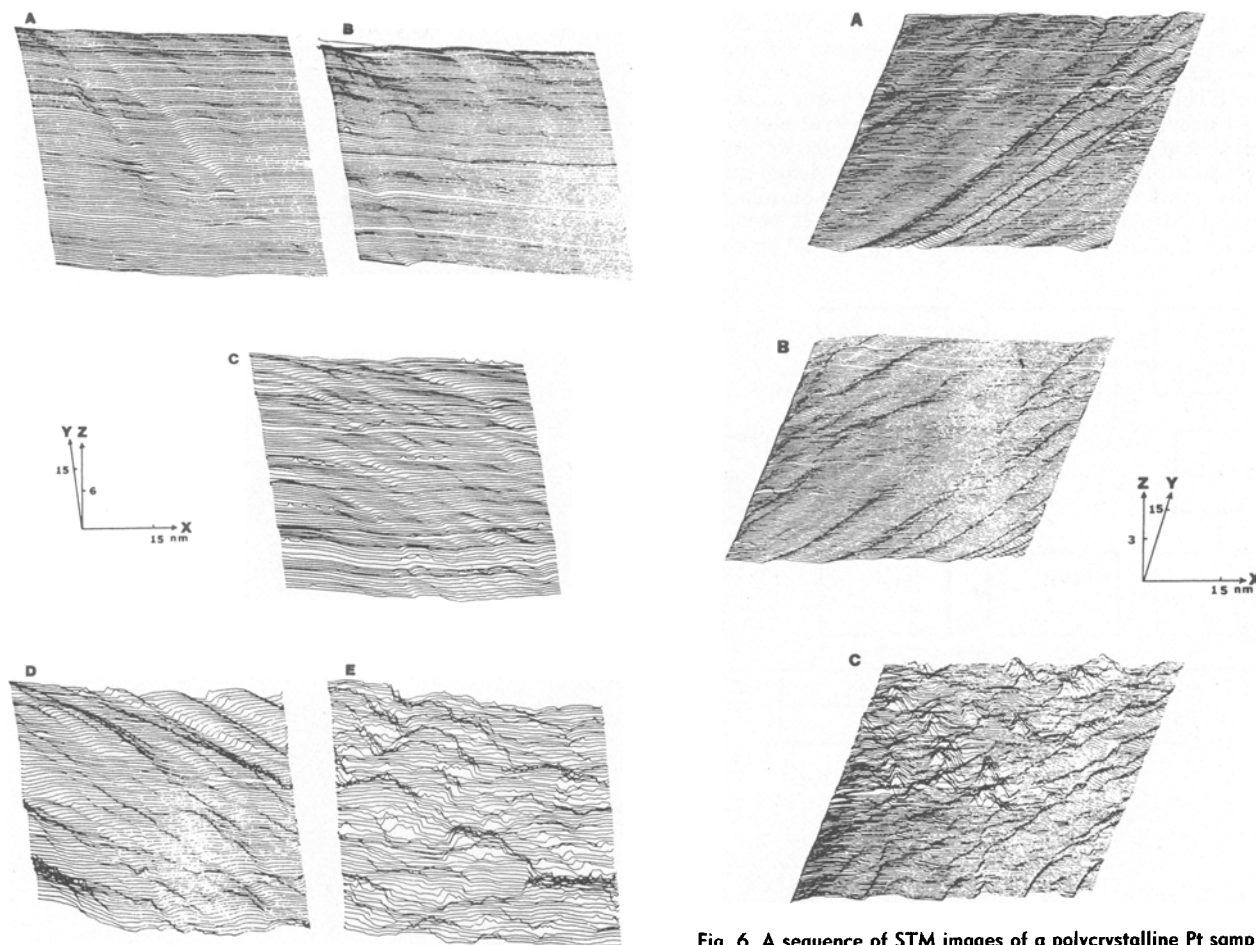 A
B
C
Y Z
15
6
X
15 nm
D
E
A
B
Z Y
15
3
X
15 nm
C
Fig. 6. A sequence of STM images of a polycrystalline Pt samp